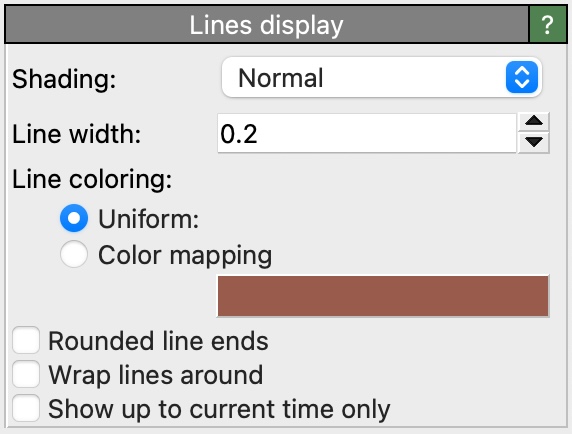 Lines display ?
Shading: Normal
Line width: 0.2
Line coloring:
Uniform:
Color mapping
Rounded line ends
Wrap lines around
Show up to current time only